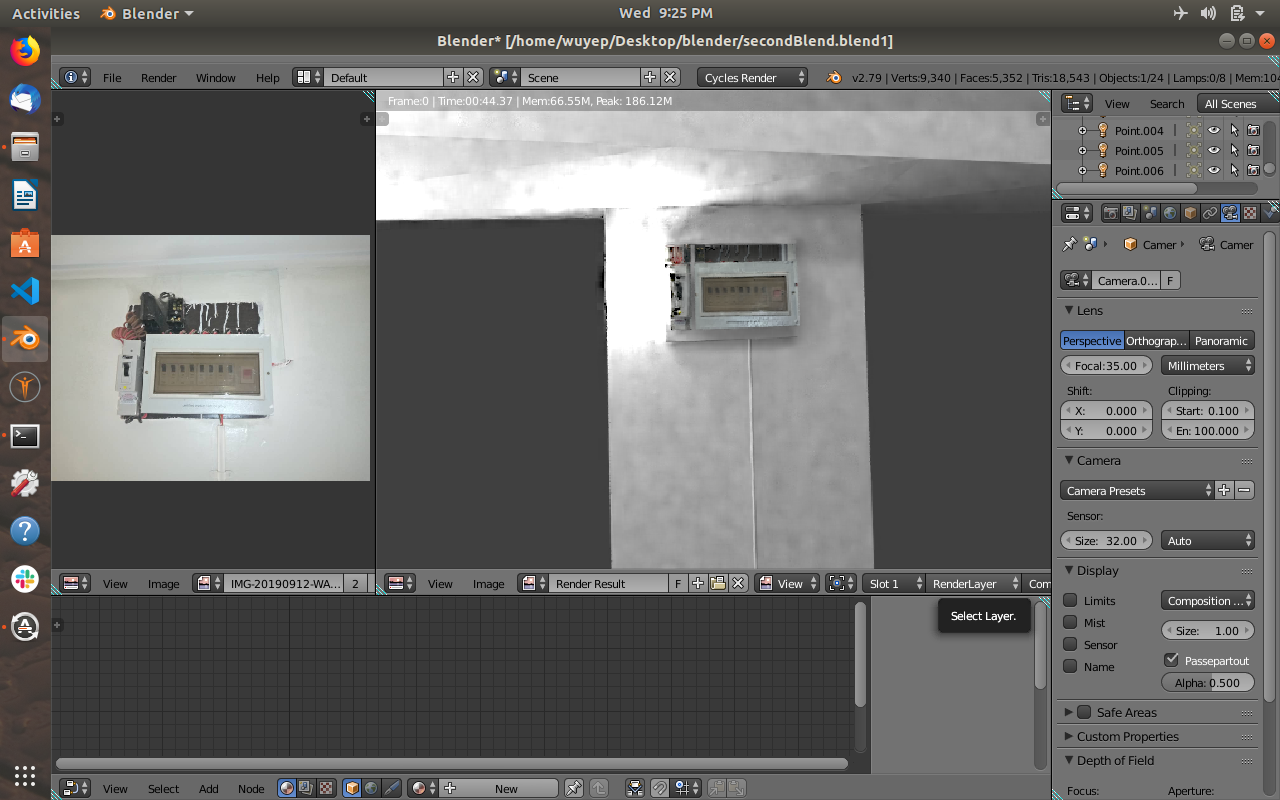 Activities Blender Wed 9:25 PM
Blender* [/home/wuyep/Desktop/blender/secondBlend.blend1]
File Render Window Help Default Scene Cycles Render v2.79 | Verts:9,340 | Faces:5,352 | Tris:18,543 | Objects:1/24 | Lamps:0/8 | Mem:104
Frame:0 | Time:00:44.37 | Mem:66.55M, Peak: 186.12M
View Search All Scenes
Point.004
Point.005
Point.006
Camer Camer
Camera.0... F
Lens
Perspective Orthograp... Panoramic
Focal:35.00 Millimeters
Shift: Clipping:
X: 0.000 Start: 0.100
Y: 0.000 En: 100.000
Camera
Camera Presets
Sensor:
Size: 32.00 Auto
Display
Limits Composition ...
Mist Size: 1.00
Sensor
Name Passepartout
Alpha: 0.500
Safe Areas
Custom Properties
Depth of Field
Focus: Aperture:
View Image IMG-20190912-WA... 2
View Image Render Result F View Slot 1 RenderLayer Com
Select Layer.
View Select Add Node New